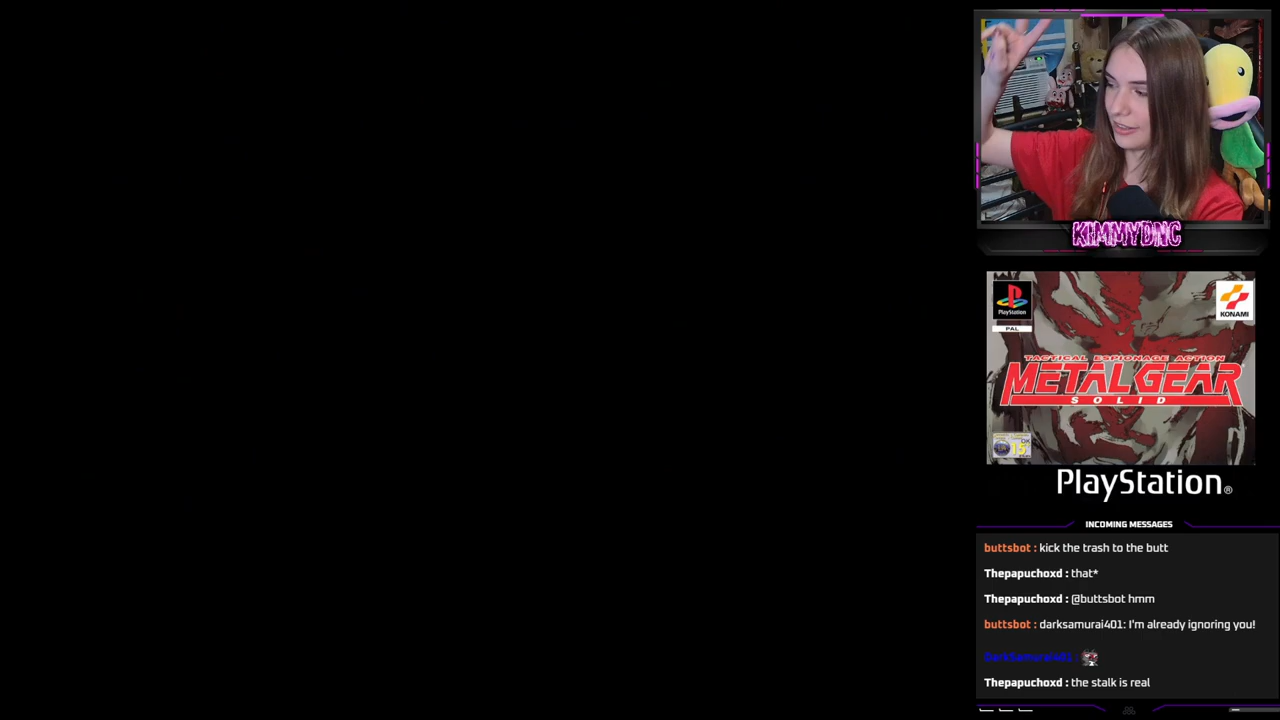 KIMMYDNC
PlayStation
PAL
KONAMI
TACTICAL ESPIONAGE ACTION
METAL GEAR
SOLID
15
PlayStation®
INCOMING MESSAGES
buttsbot : kick the trash to the butt
Thepapuchoxd : that*
Thepapuchoxd : @buttsbot hmm
buttsbot : darksamurai401: I'm already ignoring you!
DarkSamurai401 :
Thepapuchoxd : the stalk is real